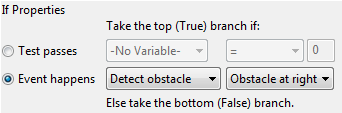 If Properties
Take the top (True) branch if:
Test passes -No Variable- = 0
Event happens Detect obstacle Obstacle at right
Else take the bottom (False) branch.